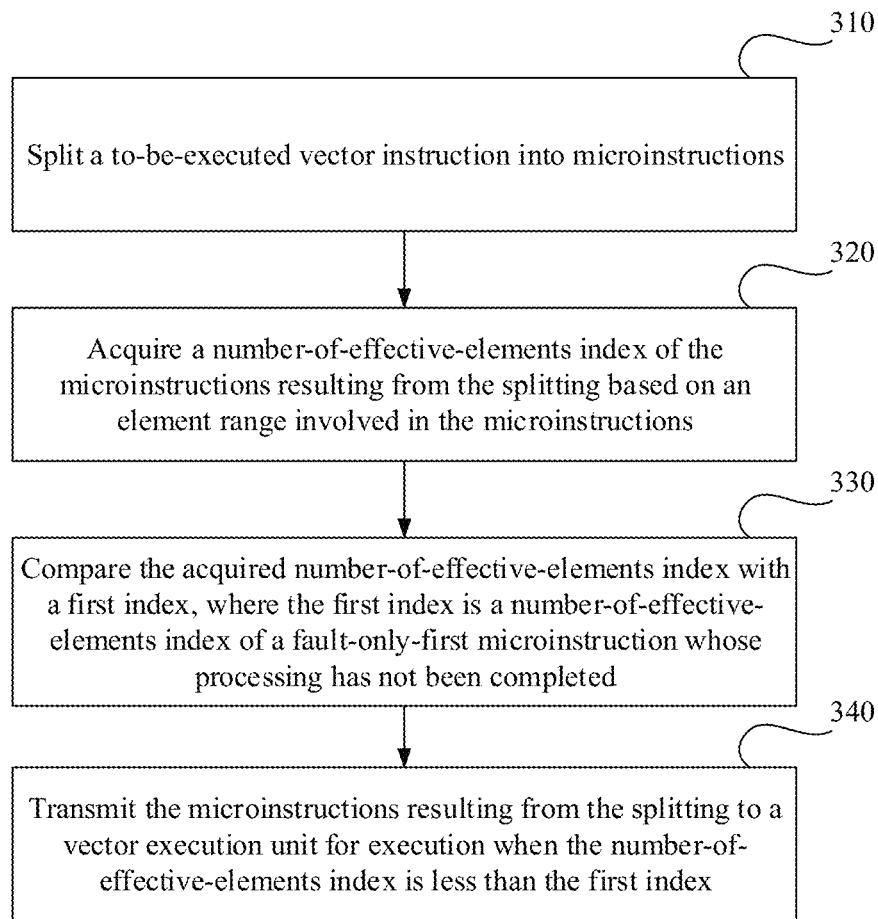 310
Split a to-be-executed vector instruction into microinstructions
320
Acquire a number-of-effective-elements index of the
microinstructions resulting from the splitting based on an
element range involved in the microinstructions
330
Compare the acquired number-of-effective-elements index with
a first index, where the first index is a number-of-effective-
elements index of a fault-only-first microinstruction whose
processing has not been completed
340
Transmit the microinstructions resulting from the splitting to a
vector execution unit for execution when the number-of-
effective-elements index is less than the first index